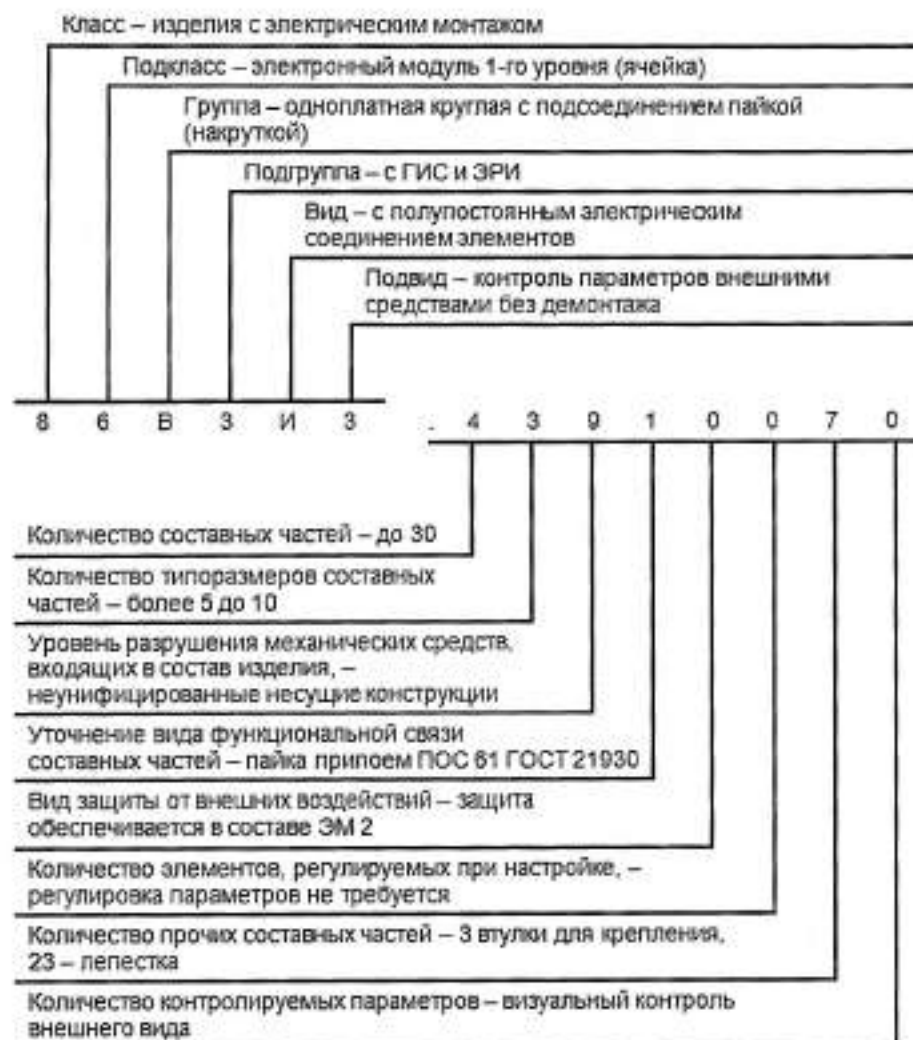 Класс – изделия с электрическим монтажом
Подкласс – электронный модуль 1-го уровня (ячейка)
Группа – одноплатная круглая с подсоединением пайкой
(накруткой)
Подгруппа – с ГИС и ЭРИ
Вид – с полупостоянным электрическим
соединением элементов
Подвид – контроль параметров внешними
средствами без демонтажа
8 6 В 3 И 3 . 4 3 9 1 0 0 7 0
Количество составных частей – до 30
Количество типоразмеров составных
частей – более 5 до 10
Уровень разрушения механических средств,
входящих в состав изделия, –
неунифицированные несущие конструкции
Уточнение вида функциональной связи
составных частей – пайка припоем ПОС 61 ГОСТ 21930
Вид защиты от внешних воздействий – защита
обеспечивается в составе ЭМ 2
Количество элементов, регулируемых при настройке, –
регулировка параметров не требуется
Количество прочих составных частей – 3 втулки для крепления,
23 – лепестка
Количество контролируемых параметров – визуальный контроль
внешнего вида